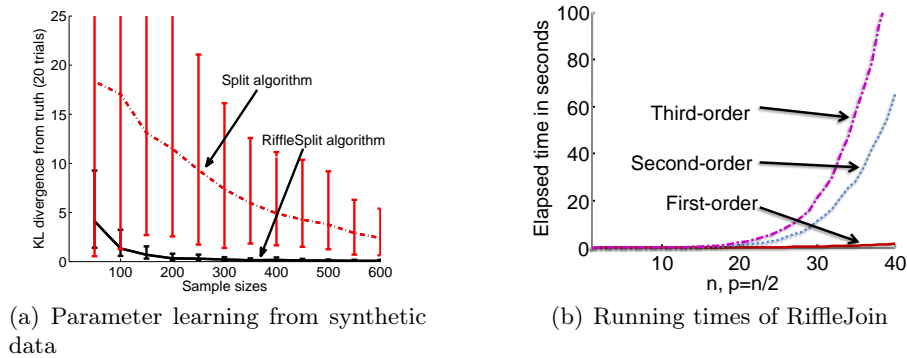 KL divergence from truth (20 trials)
25
20
15
10
5
0
Split algorithm
RiffleSplit algorithm
100
200
300
400
500
600
Sample sizes
(a) Parameter learning from synthetic
data
Elapsed time in seconds
100
80
60
40
20
0
Third-order
Second-order
First-order
0
10
20
30
40
n, p=n/2
(b) Running times of RiffleJoin